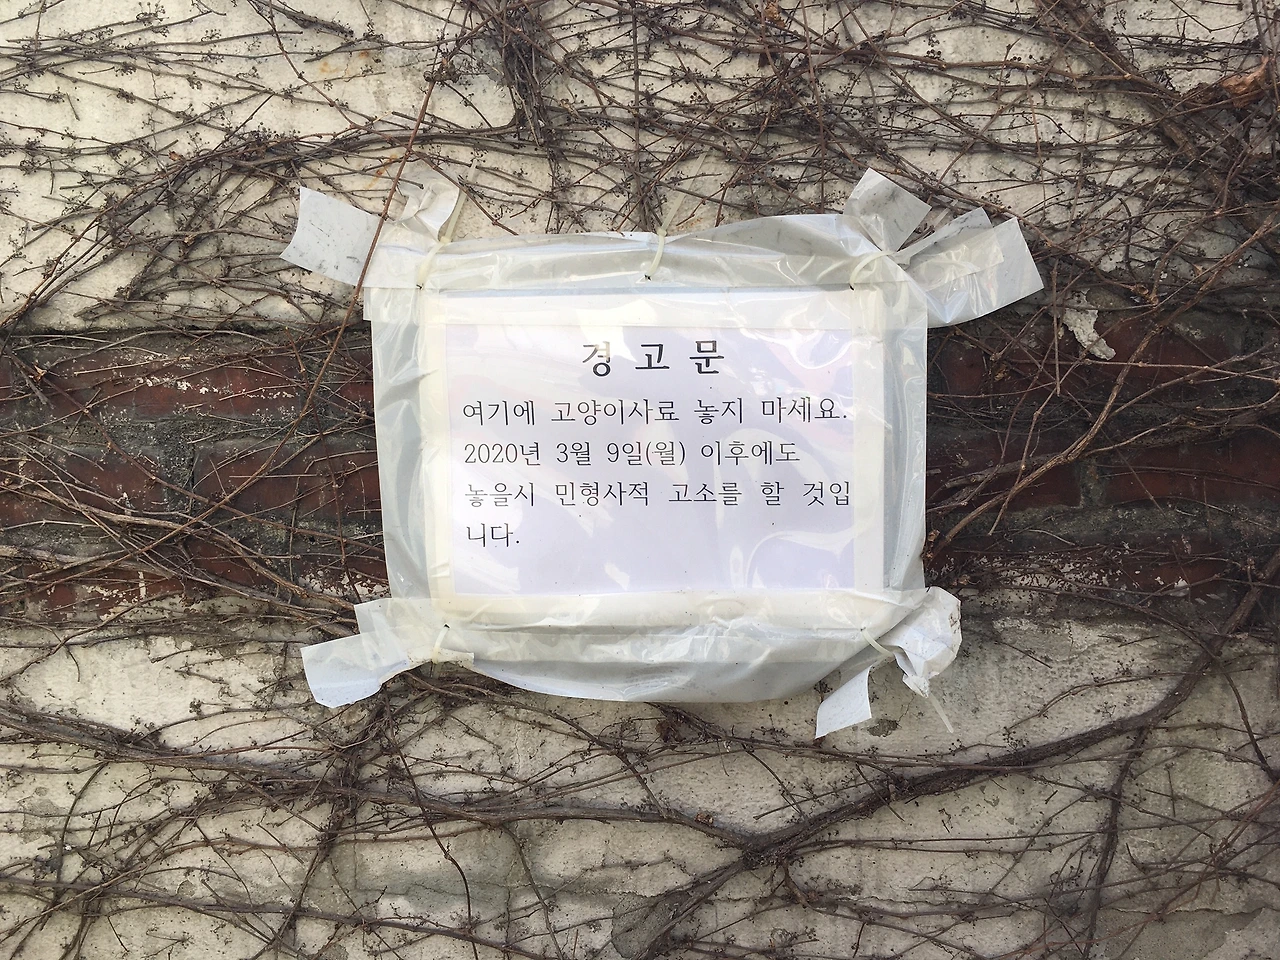 경고문
여기에 고양이사료 놓지 마세요.
2020년 3월 9일(월) 이후에도
놓을시 민형사적 고소를 할 것입
니다.